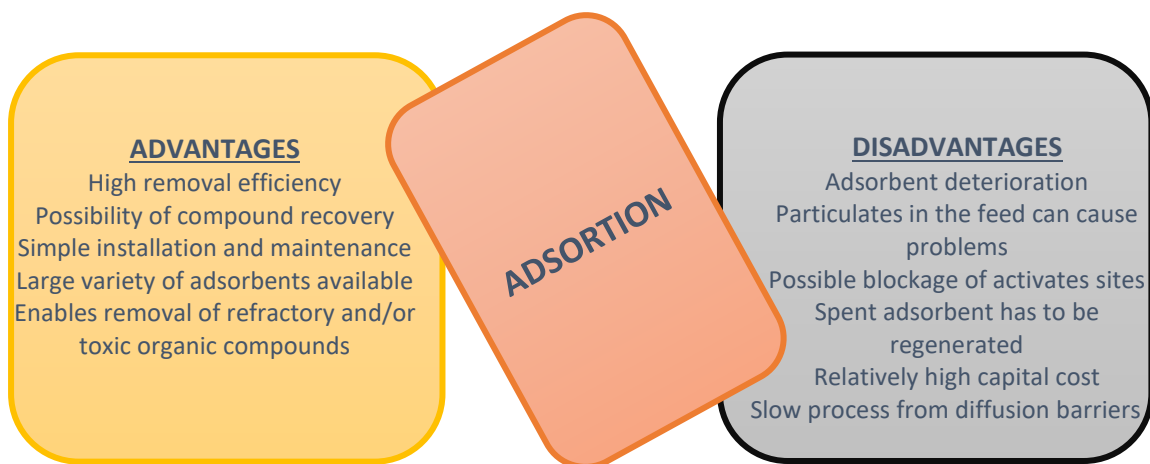 ADVANTAGES
High removal efficiency
Possibility of compound recovery
Simple installation and maintenance
Large variety of adsorbents available
Enables removal of refractory and/or
toxic organic compounds
ADSORTION
DISADVANTAGES
Adsorbent deterioration
Particulates in the feed can cause
problems
Possible blockage of activates sites
Spent adsorbent has to be
regenerated
Relatively high capital cost
Slow process from diffusion barriers